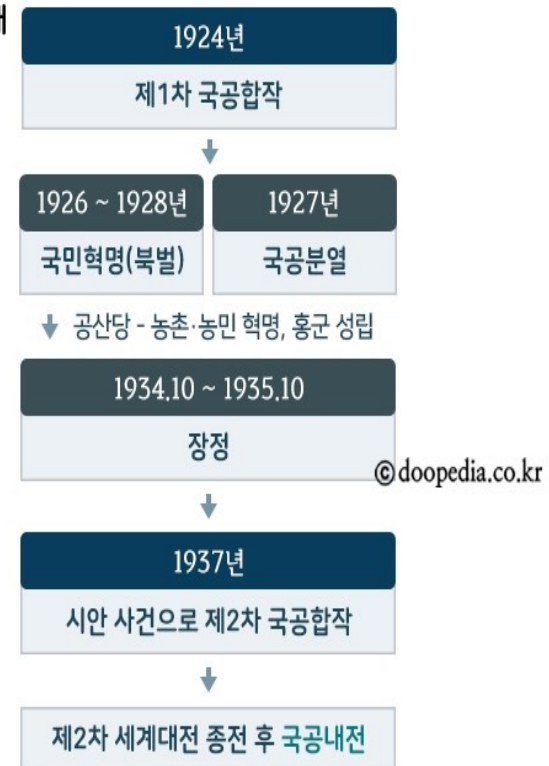 1924년
제1차 국공합작
1926 ~ 1928년
국민혁명(북벌)
1927년
국공분열
공산당 - 농촌·농민 혁명, 홍군 성립
1934.10 ~ 1935.10
장정
©doopedia.co.kr
1937년
시안 사건으로 제2차 국공합작
제2차 세계대전 종전 후 국공내전